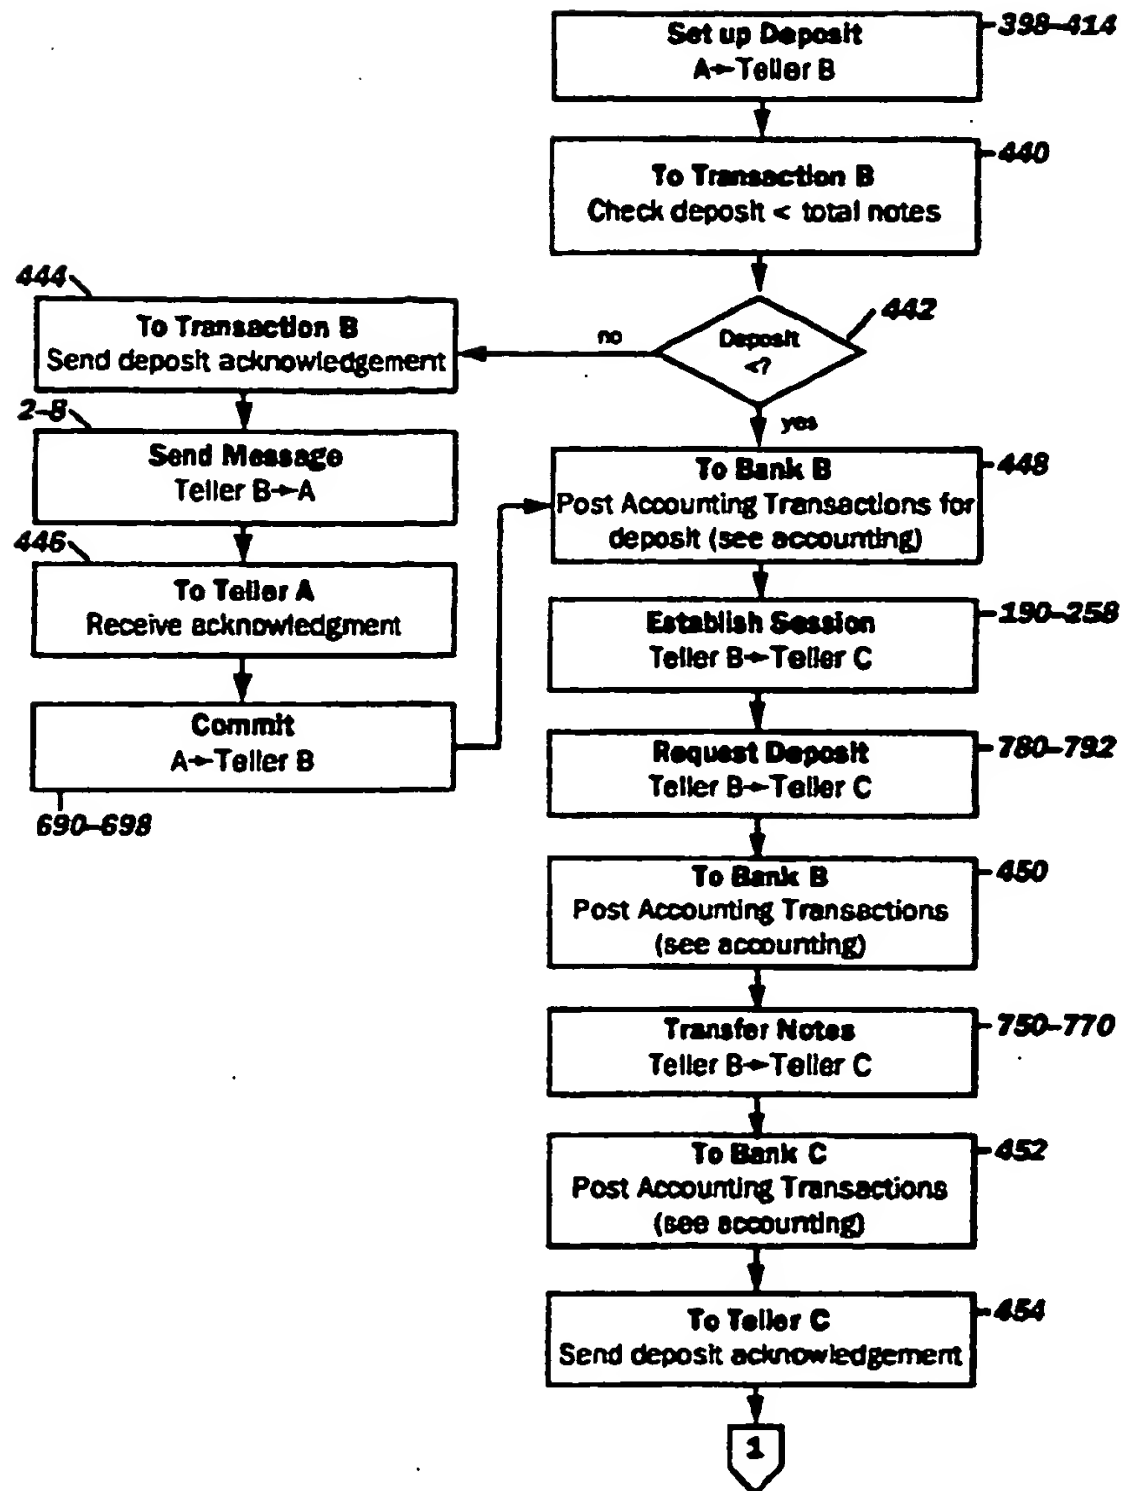 Set up Deposit
A→Teller B
398–414
To Transaction B
Check deposit < total notes
440
Deposit
<?
442
no
yes
444
To Transaction B
Send deposit acknowledgement
2–8
Send Message
Teller B→A
446
To Teller A
Receive acknowledgment
Commit
A→Teller B
690–698
To Bank B
Post Accounting Transactions for
deposit (see accounting)
448
Establish Session
Teller B→Teller C
190–258
Request Deposit
Teller B→Teller C
780–792
To Bank B
Post Accounting Transactions
(see accounting)
450
Transfer Notes
Teller B→Teller C
750–770
To Bank C
Post Accounting Transactions
(see accounting)
452
To Teller C
Send deposit acknowledgement
454
1